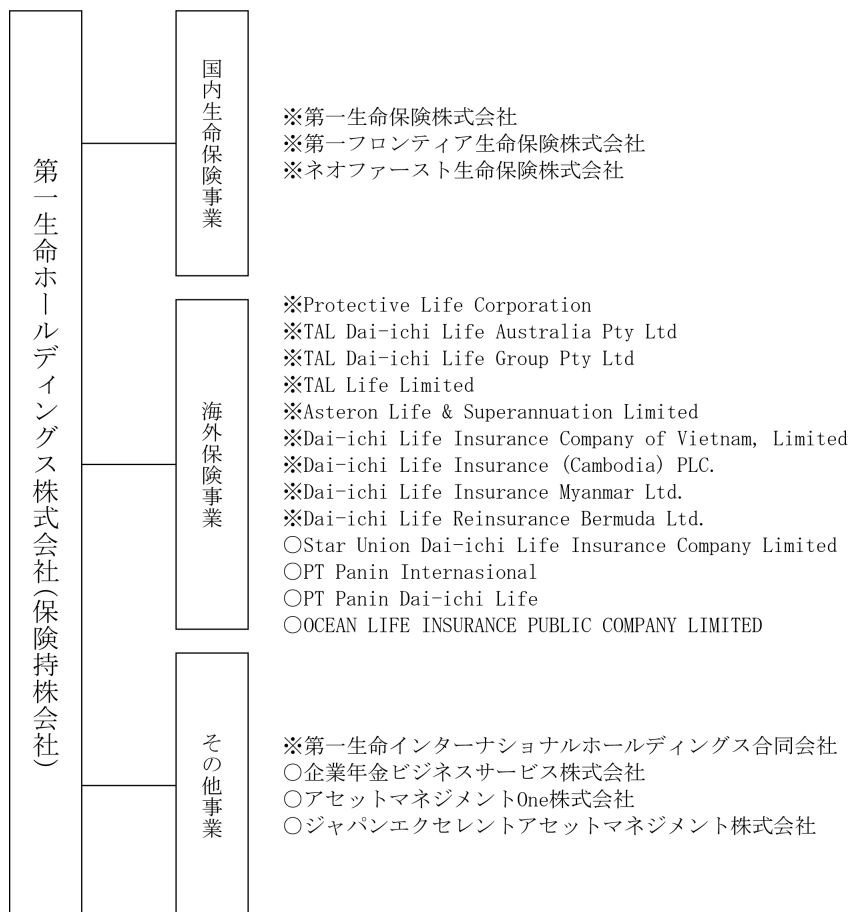 第一生命ホールディングス株式会社(保険持株会社)
国内生命保険事業
※第一生命保険株式会社
※第一フロンティア生命保険株式会社
※ネオファースト生命保険株式会社
海外保険事業
※Protective Life Corporation
※TAL Dai-ichi Life Australia Pty Ltd
※TAL Dai-ichi Life Group Pty Ltd
※TAL Life Limited
※Asteron Life & Superannuation Limited
※Dai-ichi Life Insurance Company of Vietnam, Limited
※Dai-ichi Life Insurance (Cambodia) PLC.
※Dai-ichi Life Insurance Myanmar Ltd.
※Dai-ichi Life Reinsurance Bermuda Ltd.
○Star Union Dai-ichi Life Insurance Company Limited
○PT Panin Internasional
○PT Panin Dai-ichi Life
○OCEAN LIFE INSURANCE PUBLIC COMPANY LIMITED
その他事業
※第一生命インターナショナルホールディングス合同会社
○企業年金ビジネスサービス株式会社
○アセットマネジメントOne株式会社
○ジャパンエクセレントアセットマネジメント株式会社